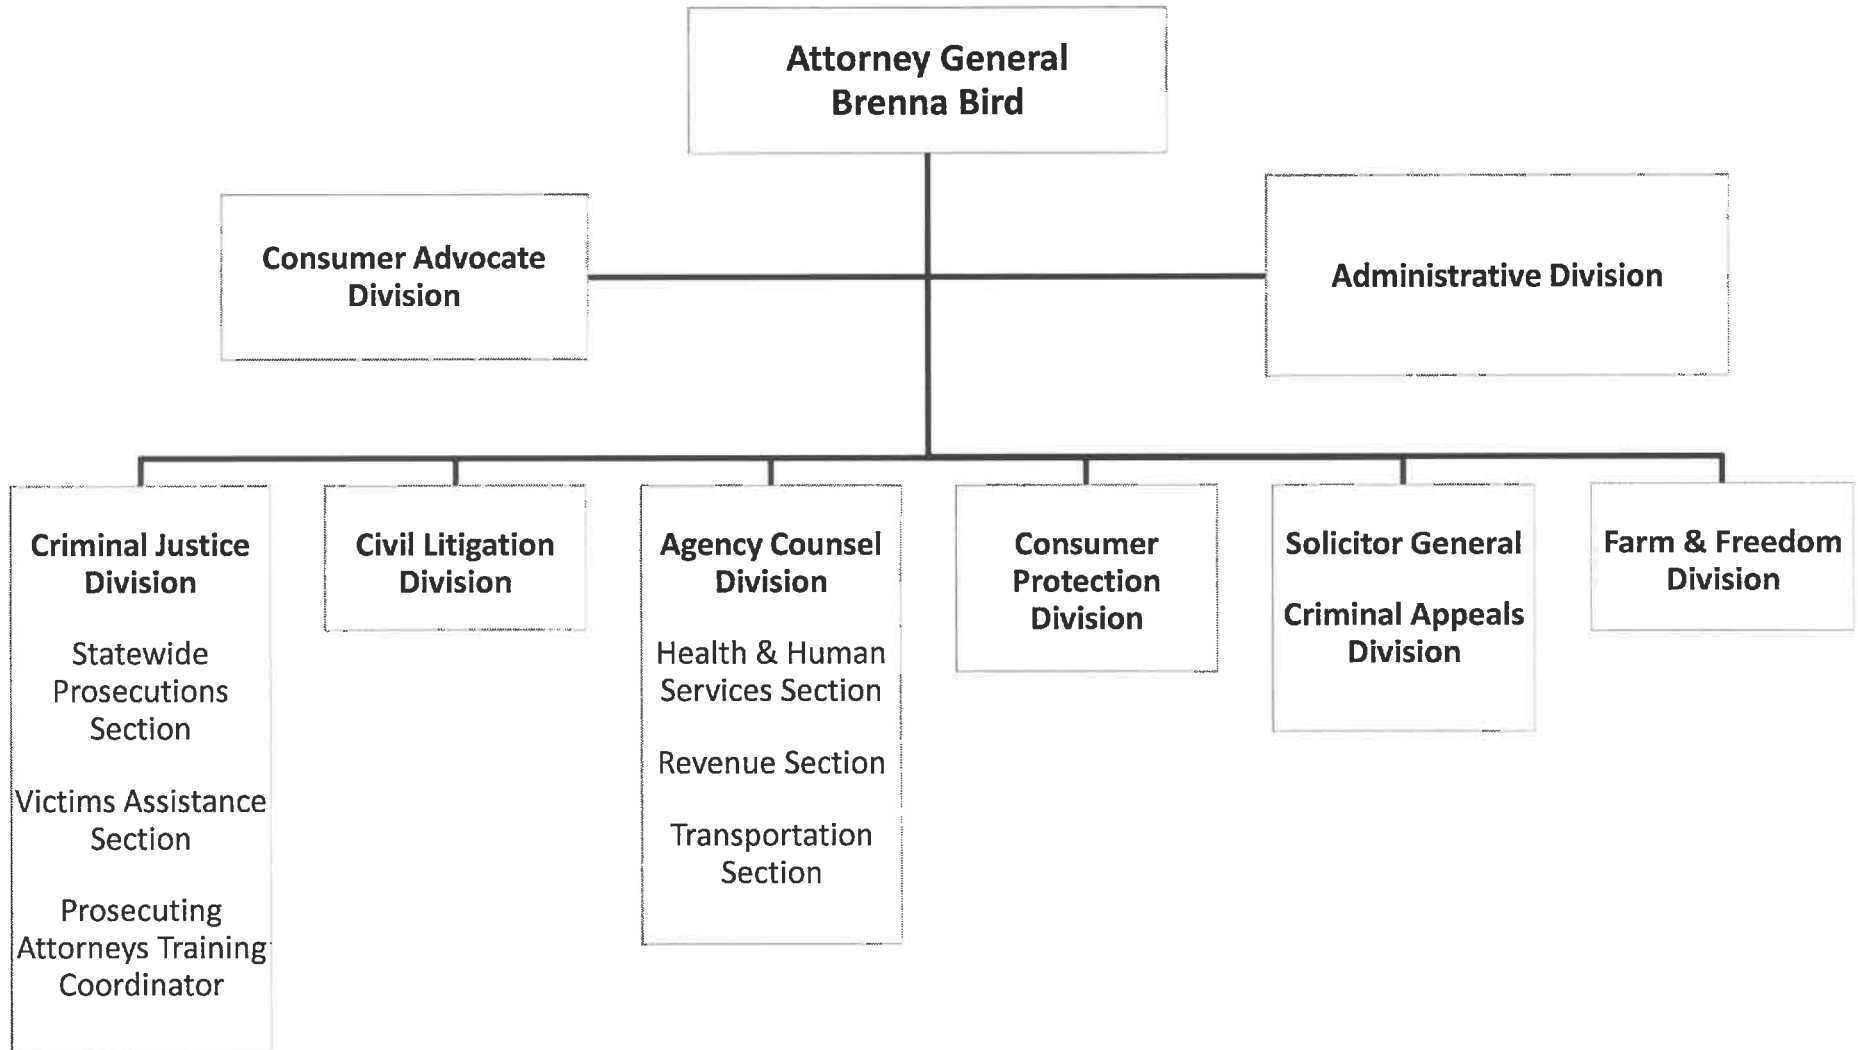 Attorney General
Brenna Bird
Consumer Advocate
Division
Administrative Division
Criminal Justice
Division
Statewide
Prosecutions
Section
Victims Assistance
Section
Prosecuting
Attorneys Training
Coordinator
Civil Litigation
Division
Agency Counsel
Division
Health & Human
Services Section
Revenue Section
Transportation
Section
Consumer
Protection
Division
Solicitor General
Criminal Appeals
Division
Farm & Freedom
Division